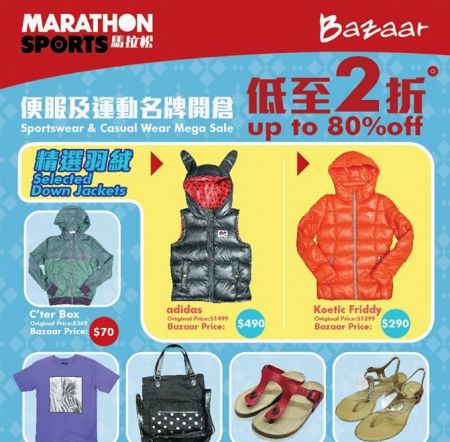 MARATHON
SPORTS 馬拉松
Bazaar
便服及運動名牌開倉
Sportswear & Casual Wear Mega Sale
低至2折
up to 80%off
精選羽絨
Selected
Down Jackets
C'ter Box
Original Price:$369
Bazaar Price: $70
adidas
Original Price:$1499
Bazaar Price: $490
Koetic Friddy
Original Price:$1299
Bazaar Price: $290